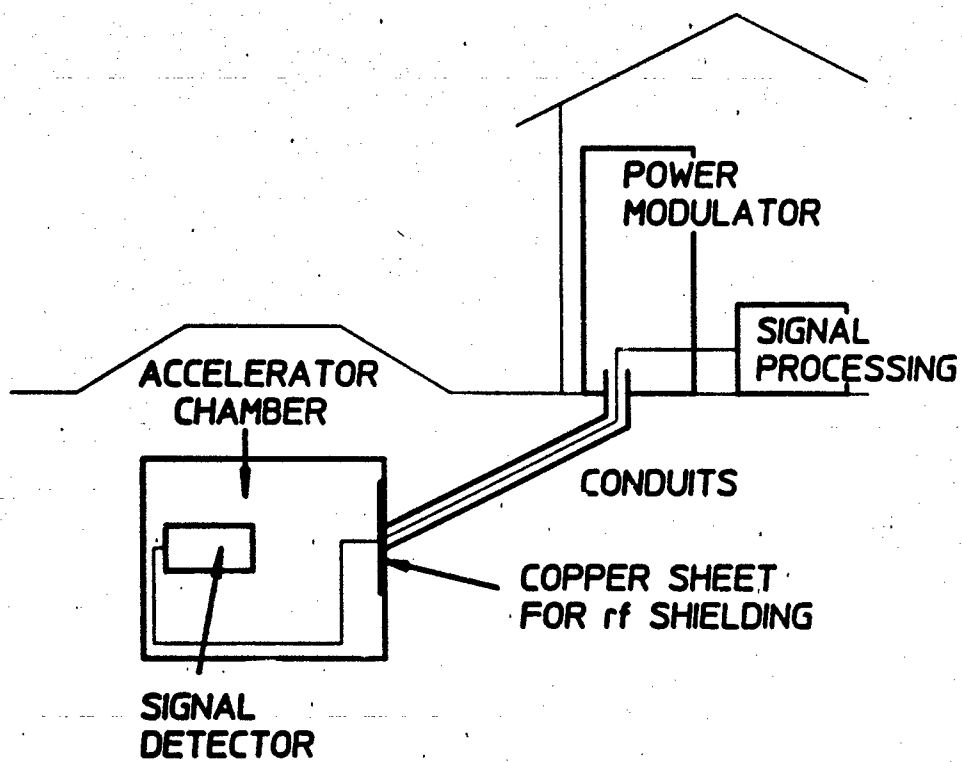 POWER
MODULATOR
SIGNAL
PROCESSING
ACCELERATOR
CHAMBER
CONDUITS
COPPER SHEET
FOR rf SHIELDING
SIGNAL
DETECTOR